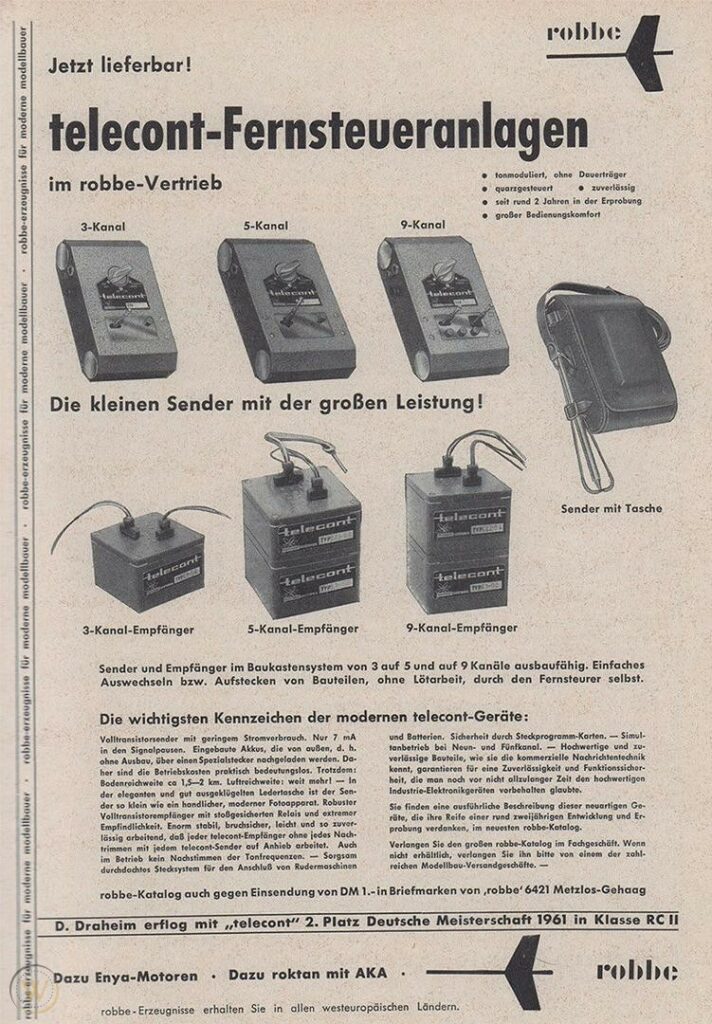 robbe
Jetzt lieferbar!
telecont-Fernsteueranlagen
im robbe-Vertrieb
• tonmoduliert, ohne Dauerträger
• quarzgesteuert • zuverlässig
• seit rund 2 Jahren in der Erprobung
• großer Bedienungskomfort
3-Kanal
5-Kanal
9-Kanal
telecont
telecont
telecont
Die kleinen Sender mit der großen Leistung!
Sender mit Tasche
telecont
telecont
telecont
telecont
telecont
3-Kanal-Empfänger
5-Kanal-Empfänger
9-Kanal-Empfänger
Sender und Empfänger im Baukastensystem von 3 auf 5 und auf 9 Kanäle ausbaufähig. Einfaches
Auswechseln bzw. Aufstecken von Bauteilen, ohne Lötarbeit, durch den Fernsteurer selbst.
Die wichtigsten Kennzeichen der modernen telecont-Geräte:
Volltransistorsender mit geringem Stromverbrauch. Nur 7 mA
in den Signalpausen. Eingebaute Akkus, die von außen, d. h.
ohne Ausbau, über einen Spezialstecker nachgeladen werden. Da-
her sind die Betriebskosten praktisch bedeutungslos. Trotzdem:
Bodenreichweite ca 1,5—2 km. Luftreichweite: weit mehr! — In
der eleganten und gut ausgeklügelten Ledertasche ist der Sen-
der so klein wie ein handlicher, moderner Fotoapparat. Robuster
Volltransistorempfänger mit stoßgesicherten Relais und extremer
Empfindlichkeit. Enorm stabil, bruchsicher, leicht und so zuver-
lässig arbeitend, daß jeder telecont-Empfänger ohne jedes Nach-
trimmen mit jedem telecont-Sender auf Anhieb arbeitet. Auch
im Betrieb kein Nachstimmen der Tonfrequenzen. — Sorgsam
durchdachtes Stecksystem für den Anschluß von Rudermaschinen
und Batterien. Sicherheit durch Steckprogramm-Karten. — Simul-
tanbetrieb bei Neun- und Fünfkanal. — Hochwertige und zu-
verlässige Bauteile, wie sie die kommerzielle Nachrichtentechnik
kennt, garantieren für eine Zuverlässigkeit und Funktionssicher-
heit, die man noch vor nicht allzulanger Zeit den hochwertigen
Industrie-Elektronikgeräten vorbehalten glaubte.
Sie finden eine ausführliche Beschreibung dieser neuartigen Ge-
räte, die ihre Reife einer rund zweijährigen Entwicklung und Er-
probung verdenken, im neuesten robbe-Katalog.
Verlangen Sie den großen robbe-Katalog im Fachgeschäft. Wenn
nicht erhältlich, verlangen Sie ihn bitte von einem der zahl-
reichen Modellbau-Versandgeschäfte. —
robbe-Katalog auch gegen Einsendung von DM 1.- in Briefmarken von ‚robbe' 6421 Metzlos-Gehaag
D. Draheim erflog mit „telecont" 2. Platz Deutsche Meisterschaft 1961 in Klasse RC II
Dazu Enya-Motoren · Dazu roktan mit AKA ·
robbe
robbe-Erzeugnisse erhalten Sie in allen westeuropäischen Ländern.
robbe-erzeugnisse für moderne modellbauer · robbe-erzeugnisse für moderne modellbauer · robbe-erzeugnisse für moderne modellbauer · robbe-erzeugnisse für moderne modellbauer